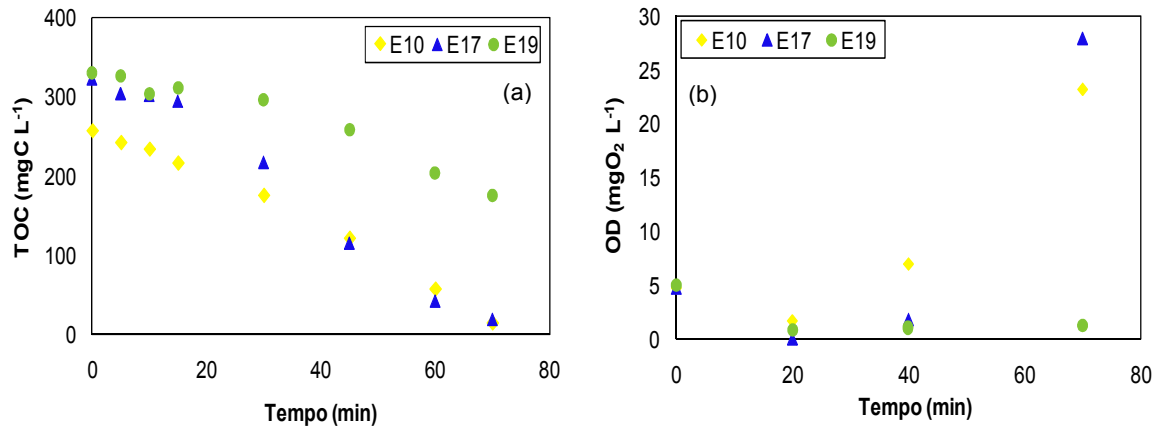 E10 E17 E19
(a)
TOC (mgC L-1)
400
300
200
100
0
0 20 40 60 80
Tempo (min)
E10 E17 E19
(b)
OD (mgO₂ L-1)
30
25
20
15
10
5
0
0 20 40 60 80
Tempo (min)